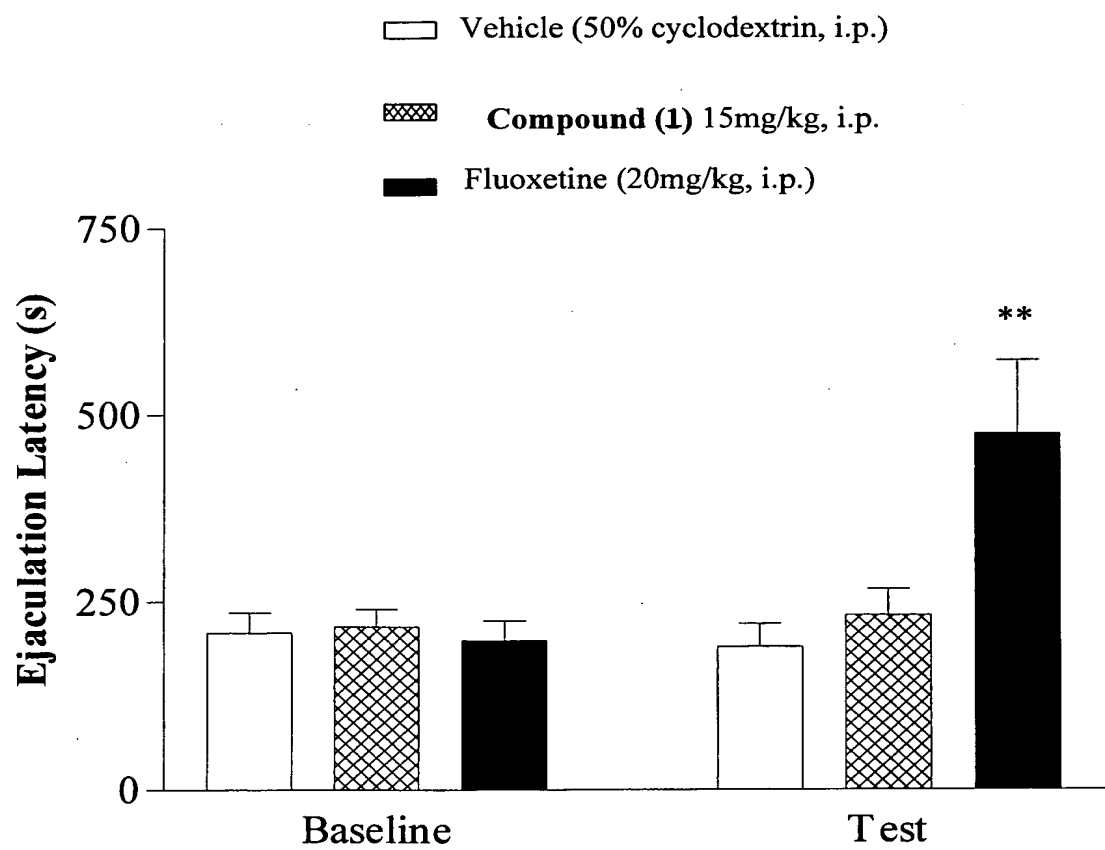 Vehicle (50% cyclodextrin, i.p.)
Compound (1) 15mg/kg, i.p.
Fluoxetine (20mg/kg, i.p.)
750
500
250
0
Ejaculation Latency (s)
**
Baseline
Test